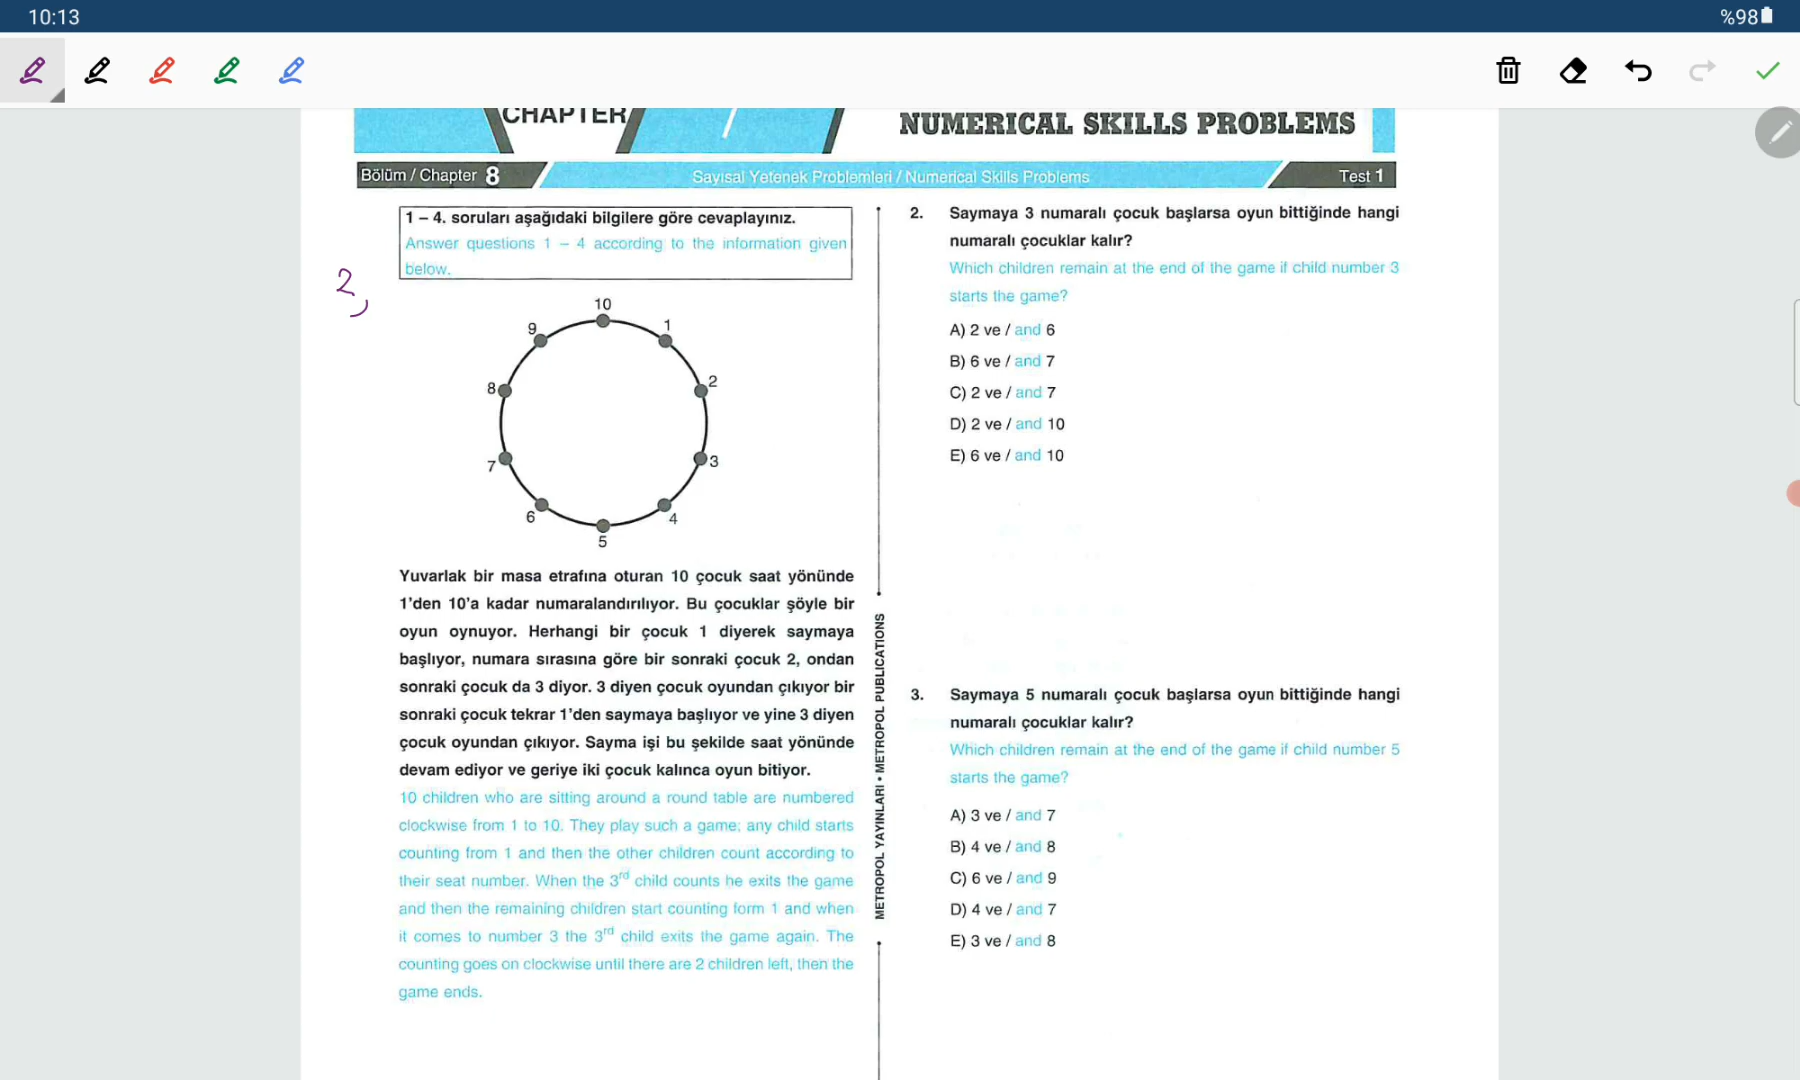 10:13
%98
CHAPTER
NUMERICAL SKILLS PROBLEMS
Bölüm / Chapter 8
Sayısal Yetenek Problemleri / Numerical Skills Problems
Test 1
1 – 4. soruları aşağıdaki bilgilere göre cevaplayınız.
Answer questions 1 – 4 according to the information given
below.
2,
10
9
1
8
2
7
3
6
4
5
Yuvarlak bir masa etrafına oturan 10 çocuk saat yönünde
1'den 10'a kadar numaralandırılıyor. Bu çocuklar şöyle bir
oyun oynuyor. Herhangi bir çocuk 1 diyerek saymaya
başlıyor, numara sırasına göre bir sonraki çocuk 2, ondan
sonraki çocuk da 3 diyor. 3 diyen çocuk oyundan çıkıyor bir
sonraki çocuk tekrar 1'den saymaya başlıyor ve yine 3 diyen
çocuk oyundan çıkıyor. Sayma işi bu şekilde saat yönünde
devam ediyor ve geriye iki çocuk kalınca oyun bitiyor.
10 children who are sitting around a round table are numbered
clockwise from 1 to 10. They play such a game; any child starts
counting from 1 and then the other children count according to
their seat number. When the 3rd child counts he exits the game
and then the remaining children start counting form 1 and when
it comes to number 3 the 3rd child exits the game again. The
counting goes on clockwise until there are 2 children left, then the
game ends.
METROPOL YAYINLARI • METROPOL PUBLICATIONS
2. Saymaya 3 numaralı çocuk başlarsa oyun bittiğinde hangi
numaralı çocuklar kalır?
Which children remain at the end of the game if child number 3
starts the game?
A) 2 ve / and 6
B) 6 ve / and 7
C) 2 ve / and 7
D) 2 ve / and 10
E) 6 ve / and 10
3. Saymaya 5 numaralı çocuk başlarsa oyun bittiğinde hangi
numaralı çocuklar kalır?
Which children remain at the end of the game if child number 5
starts the game?
A) 3 ve / and 7
B) 4 ve / and 8
C) 6 ve / and 9
D) 4 ve / and 7
E) 3 ve / and 8